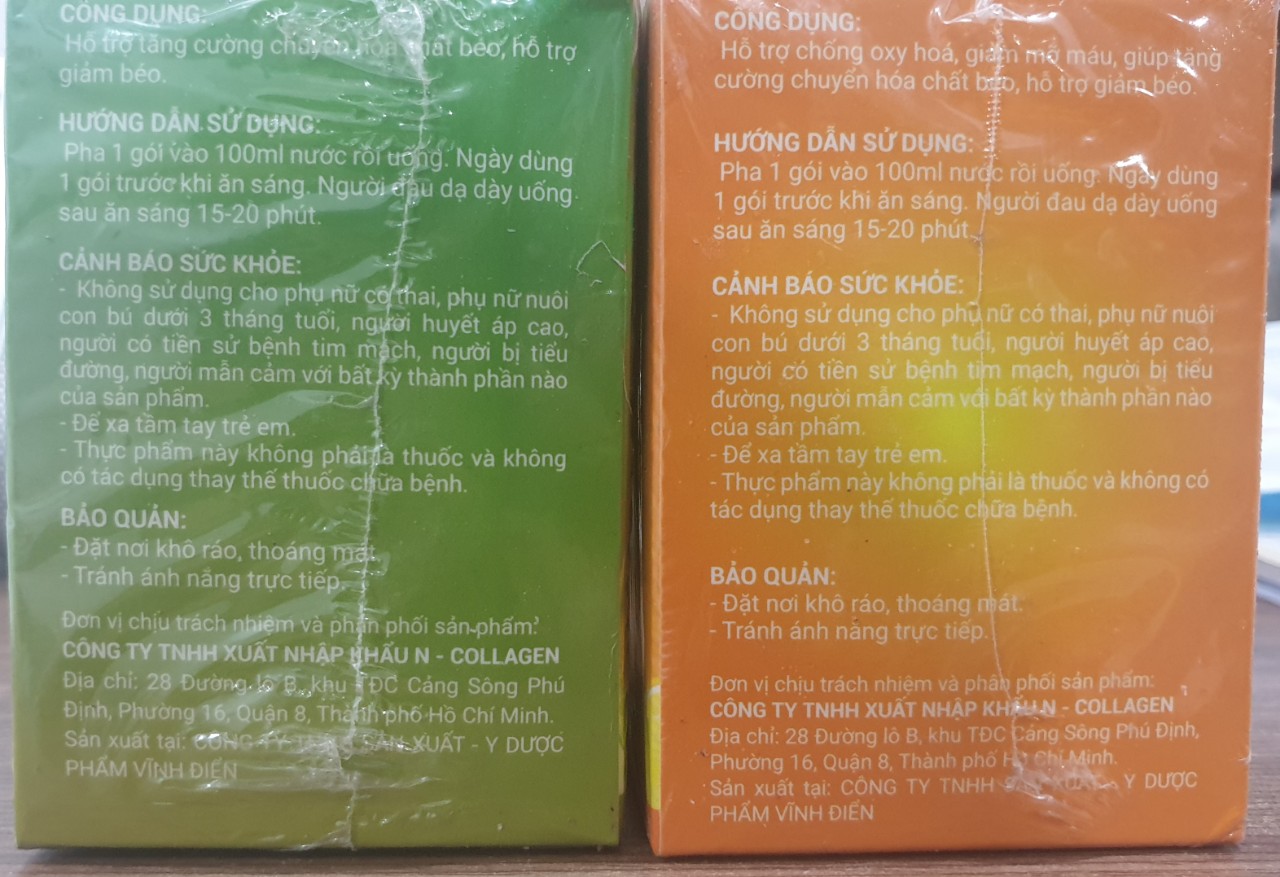 CÔNG DỤNG:
Hỗ trợ tăng cường chuyển hóa chất béo, hỗ trợ
giảm béo.
HƯỚNG DẪN SỬ DỤNG:
Pha 1 gói vào 100ml nước rồi uống. Ngày dùng
1 gói trước khi ăn sáng. Người đau dạ dày uống
sau ăn sáng 15-20 phút.
CẢNH BÁO SỨC KHỎE:
- Không sử dụng cho phụ nữ có thai, phụ nữ nuôi
con bú dưới 3 tháng tuổi, người huyết áp cao,
người có tiền sử bệnh tim mạch, người bị tiểu
đường, người mẫn cảm với bất kỳ thành phần nào
của sản phẩm.
- Để xa tầm tay trẻ em.
- Thực phẩm này không phải là thuốc và không
có tác dụng thay thế thuốc chữa bệnh.
BẢO QUẢN:
- Đặt nơi khô ráo, thoáng mát.
- Tránh ánh nắng trực tiếp.
Đơn vị chịu trách nhiệm và phân phối sản phẩm:
CÔNG TY TNHH XUẤT NHẬP KHẨU N - COLLAGEN
Địa chỉ: 28 Đường lô B, khu TĐC Cảng Sông Phú
Định, Phường 16, Quận 8, Thành phố Hồ Chí Minh.
Sản xuất tại: CÔNG TY TNHH SẢN XUẤT - Y DƯỢC
PHẨM VĨNH ĐIỂN
CÔNG DỤNG:
Hỗ trợ chống oxy hoá, giảm mỡ máu, giúp tăng
cường chuyển hóa chất béo, hỗ trợ giảm béo.
HƯỚNG DẪN SỬ DỤNG:
Pha 1 gói vào 100ml nước rồi uống. Ngày dùng
1 gói trước khi ăn sáng. Người đau dạ dày uống
sau ăn sáng 15-20 phút.
CẢNH BÁO SỨC KHỎE:
- Không sử dụng cho phụ nữ có thai, phụ nữ nuôi
con bú dưới 3 tháng tuổi, người huyết áp cao,
người có tiền sử bệnh tim mạch, người bị tiểu
đường, người mẫn cảm với bất kỳ thành phần nào
của sản phẩm.
- Để xa tầm tay trẻ em.
- Thực phẩm này không phải là thuốc và không có
tác dụng thay thế thuốc chữa bệnh.
BẢO QUẢN:
- Đặt nơi khô ráo, thoáng mát.
- Tránh ánh nắng trực tiếp.
Đơn vị chịu trách nhiệm và phân phối sản phẩm:
CÔNG TY TNHH XUẤT NHẬP KHẨU N - COLLAGEN
Địa chỉ: 28 Đường lô B, khu TĐC Cảng Sông Phú Định,
Phường 16, Quận 8, Thành phố Hồ Chí Minh.
Sản xuất tại: CÔNG TY TNHH SẢN XUẤT - Y DƯỢC
PHẨM VĨNH ĐIỂN